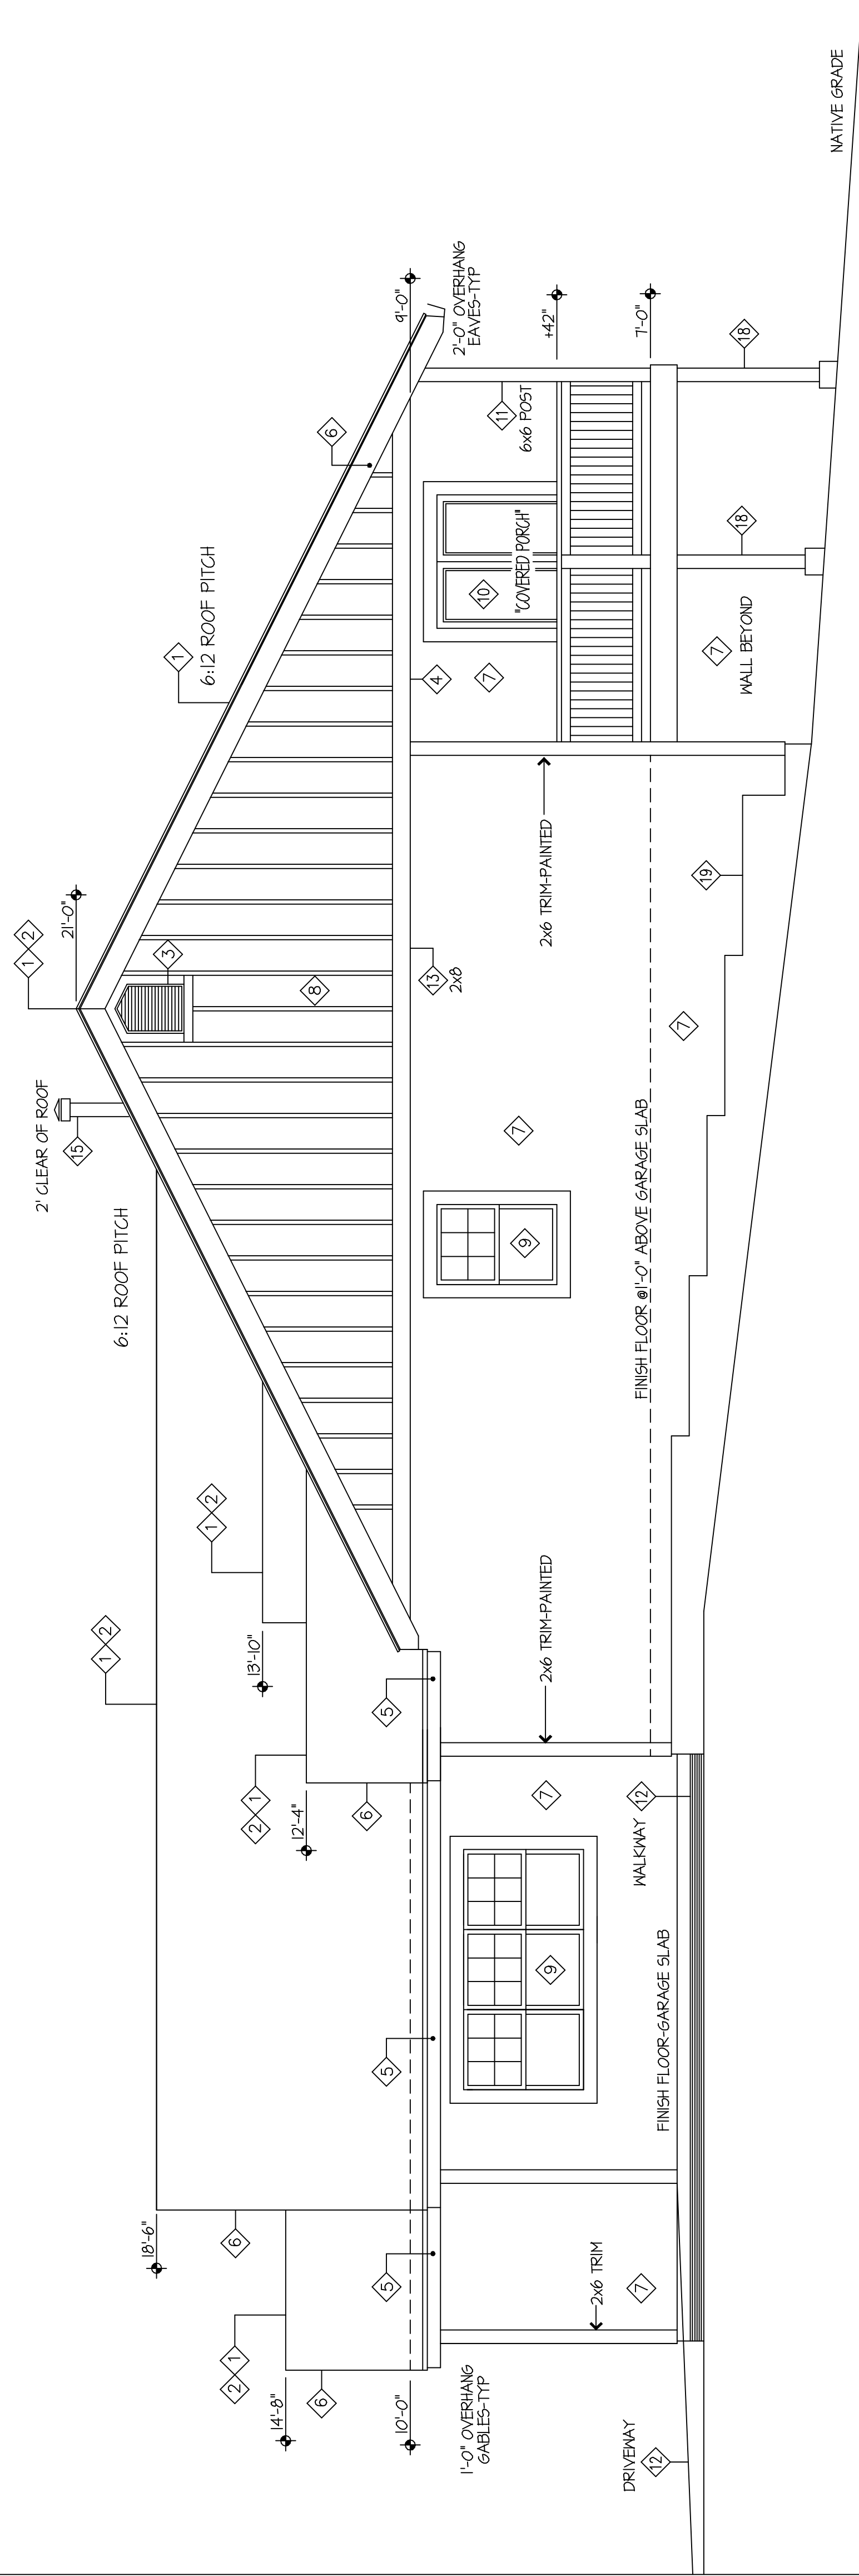 1 2
2' CLEAR OF ROOF
21'-0"
15
1 2
6:12 ROOF PITCH
3
1
18'-6"
6:12 ROOF PITCH
6
2 1
1 2
13'-10"
2 1
12'-4"
14'-8"
6
8
6
6
5
5
5
10'-0"
9'-0"
2'-0" OVERHANG
EAVES-TYP
4
13
2x8
1'-0" OVERHANG
GABLES-TYP
10
7
11
6x6 POST
"COVERED PORCH"
9
9
7
7
2x6 TRIM-PAINTED
2x6 TRIM-PAINTED
+42"
2x6 TRIM
7
WALKWAY
12
FINISH FLOOR @1'-0" ABOVE GARAGE SLAB
7'-0"
FINISH FLOOR-GARAGE SLAB
7
19
7
WALL BEYOND
18
18
DRIVEWAY
12
NATIVE GRADE